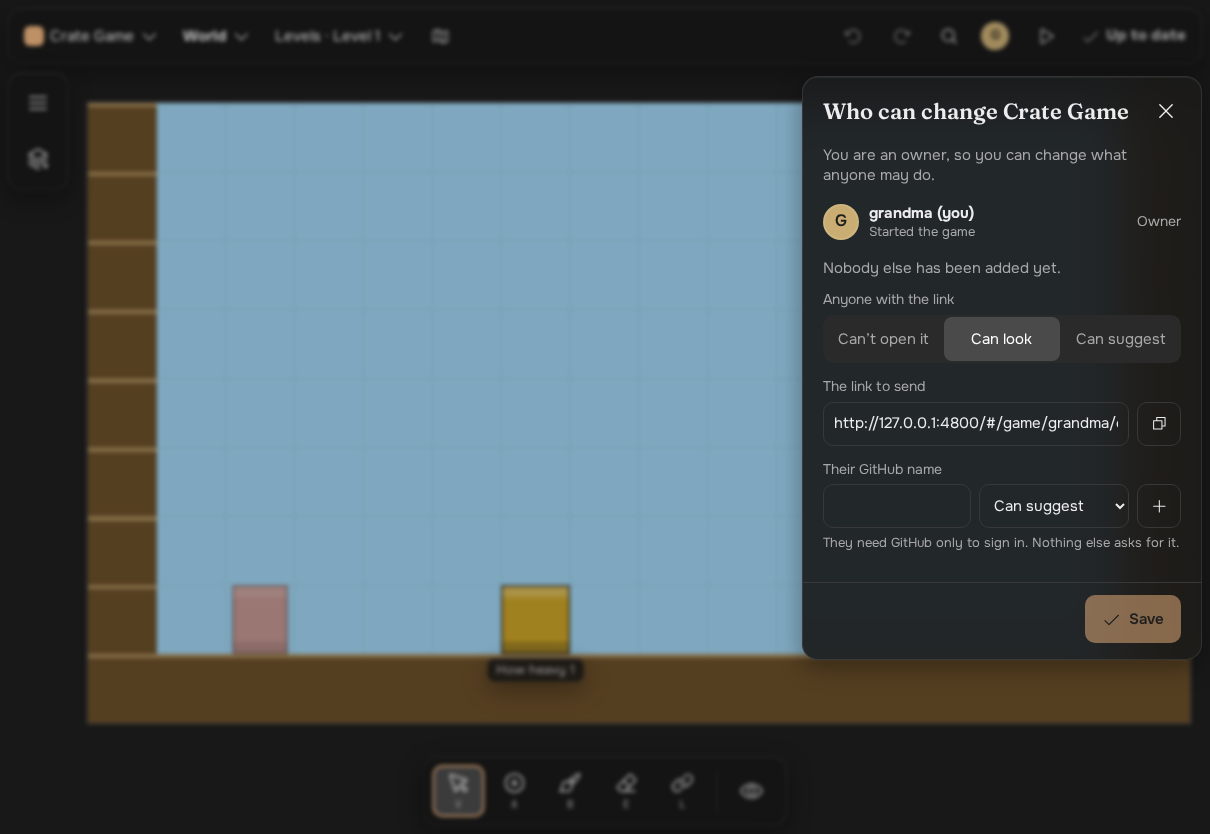 Crate Game
World
Levels · Level 1
Up to date
Who can change Crate Game
You are an owner, so you can change what
anyone may do.
G
grandma (you)
Started the game
Owner
Nobody else has been added yet.
Anyone with the link
Can't open it
Can look
Can suggest
The link to send
http://127.0.0.1:4800/#/game/grandma/
Their GitHub name
Can suggest
They need GitHub only to sign in. Nothing else asks for it.
Save
How heavy 1
A
B
E
L